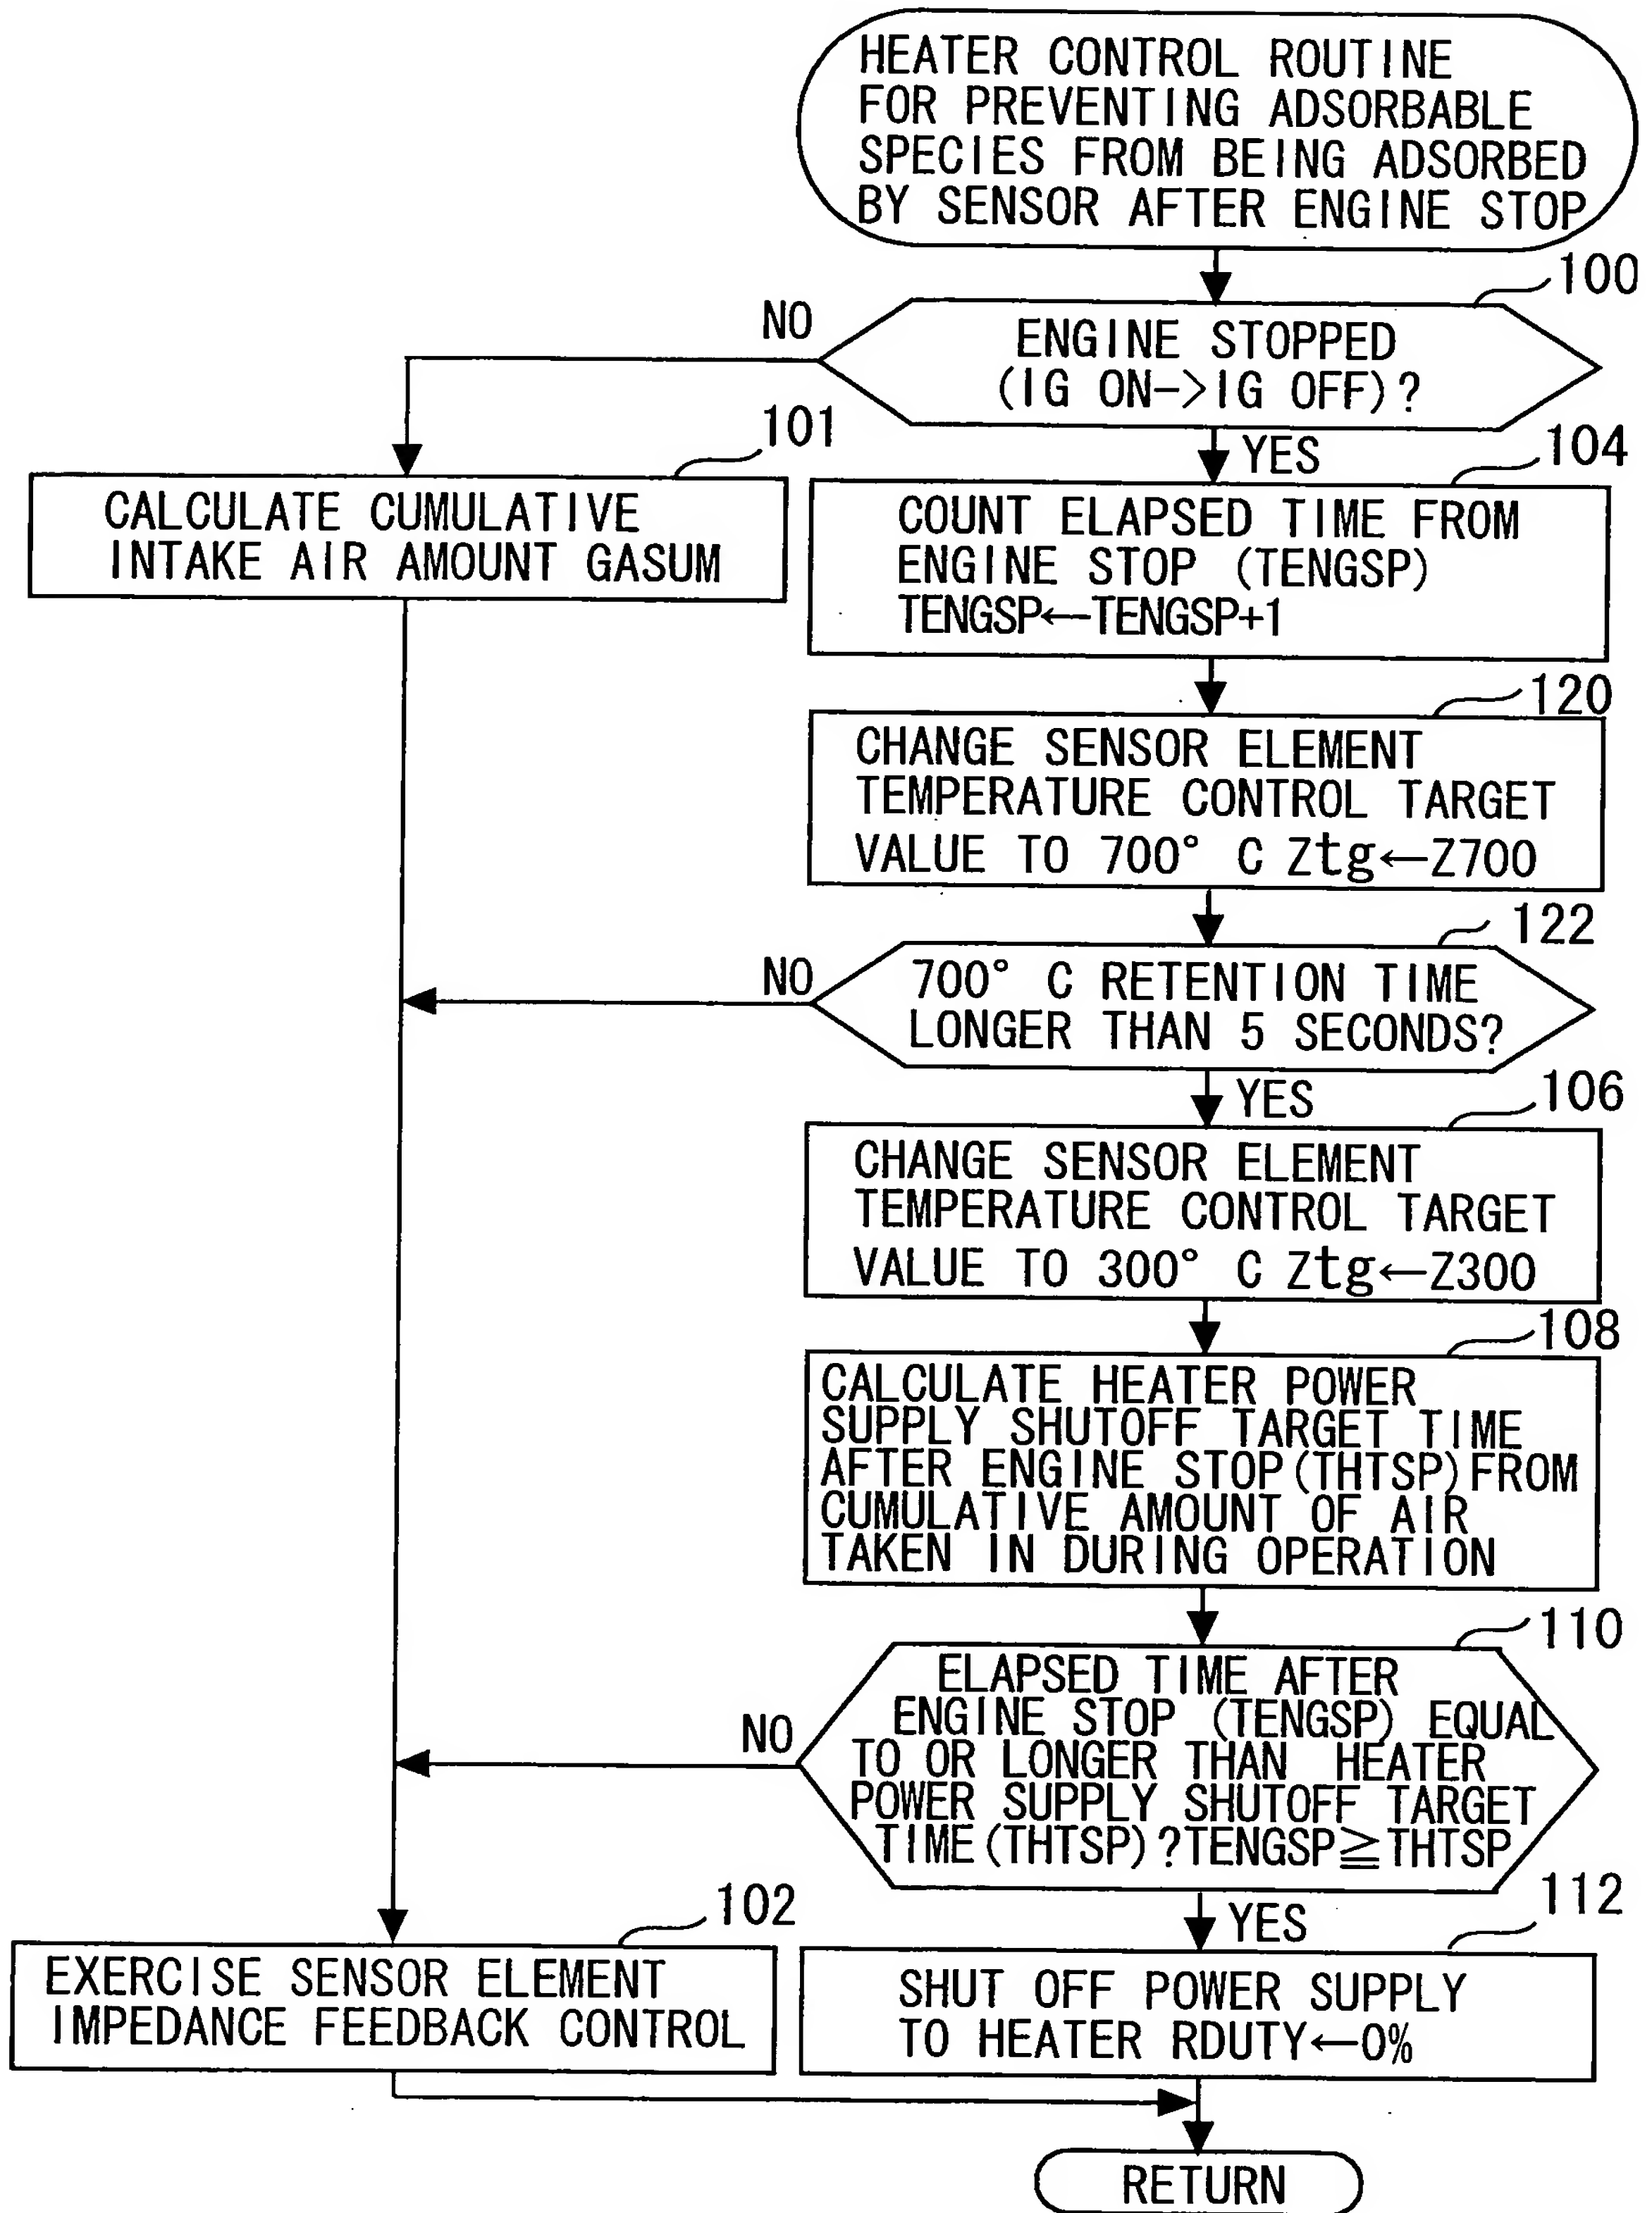 HEATER CONTROL ROUTINE
FOR PREVENTING ADSORBABLE
SPECIES FROM BEING ADSORBED
BY SENSOR AFTER ENGINE STOP
100
NO
ENGINE STOPPED
(IG ON->IG OFF)?
101
YES
104
CALCULATE CUMULATIVE
INTAKE AIR AMOUNT GASUM
COUNT ELAPSED TIME FROM
ENGINE STOP (TENGSP)
TENGSP←TENGSP+1
120
CHANGE SENSOR ELEMENT
TEMPERATURE CONTROL TARGET
VALUE TO 700° C Ztg←Z700
122
NO
700° C RETENTION TIME
LONGER THAN 5 SECONDS?
YES
106
CHANGE SENSOR ELEMENT
TEMPERATURE CONTROL TARGET
VALUE TO 300° C Ztg←Z300
108
CALCULATE HEATER POWER
SUPPLY SHUTOFF TARGET TIME
AFTER ENGINE STOP(THTSP)FROM
CUMULATIVE AMOUNT OF AIR
TAKEN IN DURING OPERATION
110
NO
ELAPSED TIME AFTER
ENGINE STOP (TENGSP) EQUAL
TO OR LONGER THAN HEATER
POWER SUPPLY SHUTOFF TARGET
TIME(THTSP)?TENGSP≧THTSP
102
YES
112
EXERCISE SENSOR ELEMENT
IMPEDANCE FEEDBACK CONTROL
SHUT OFF POWER SUPPLY
TO HEATER RDUTY←0%
RETURN